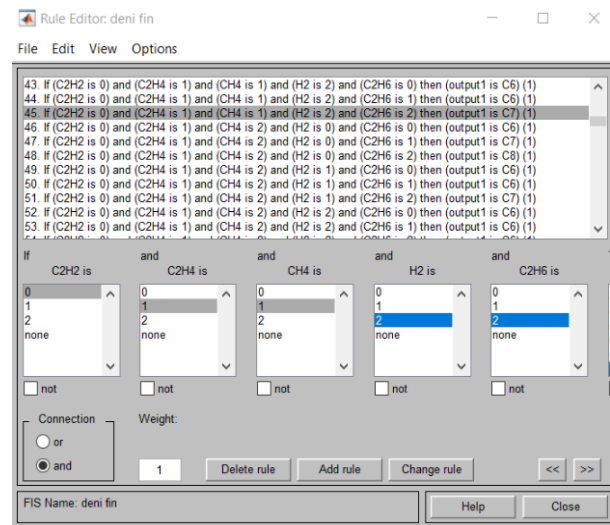 Rule Editor: deni fin
File Edit View Options
43. If (C2H2 is 0) and (C2H4 is 1) and (CH4 is 1) and (H2 is 2) and (C2H6 is 0) then (output1 is C6) (1)
44. If (C2H2 is 0) and (C2H4 is 1) and (CH4 is 1) and (H2 is 2) and (C2H6 is 1) then (output1 is C6) (1)
45. If (C2H2 is 0) and (C2H4 is 1) and (CH4 is 1) and (H2 is 2) and (C2H6 is 2) then (output1 is C7) (1)
46. If (C2H2 is 0) and (C2H4 is 1) and (CH4 is 2) and (H2 is 0) and (C2H6 is 0) then (output1 is C6) (1)
47. If (C2H2 is 0) and (C2H4 is 1) and (CH4 is 2) and (H2 is 0) and (C2H6 is 1) then (output1 is C7) (1)
48. If (C2H2 is 0) and (C2H4 is 1) and (CH4 is 2) and (H2 is 0) and (C2H6 is 2) then (output1 is C8) (1)
49. If (C2H2 is 0) and (C2H4 is 1) and (CH4 is 2) and (H2 is 1) and (C2H6 is 0) then (output1 is C6) (1)
50. If (C2H2 is 0) and (C2H4 is 1) and (CH4 is 2) and (H2 is 1) and (C2H6 is 1) then (output1 is C6) (1)
51. If (C2H2 is 0) and (C2H4 is 1) and (CH4 is 2) and (H2 is 1) and (C2H6 is 2) then (output1 is C7) (1)
52. If (C2H2 is 0) and (C2H4 is 1) and (CH4 is 2) and (H2 is 2) and (C2H6 is 0) then (output1 is C6) (1)
53. If (C2H2 is 0) and (C2H4 is 1) and (CH4 is 2) and (H2 is 2) and (C2H6 is 1) then (output1 is C6) (1)
If and and and and
C2H2 is C2H4 is CH4 is H2 is C2H6 is
0 0 0 0 0
1 1 1 1 1
2 2 2 2 2
none none none none none
not not not not not
Connection Weight:
or
and 1 Delete rule Add rule Change rule << >>
FIS Name: deni fin Help Close